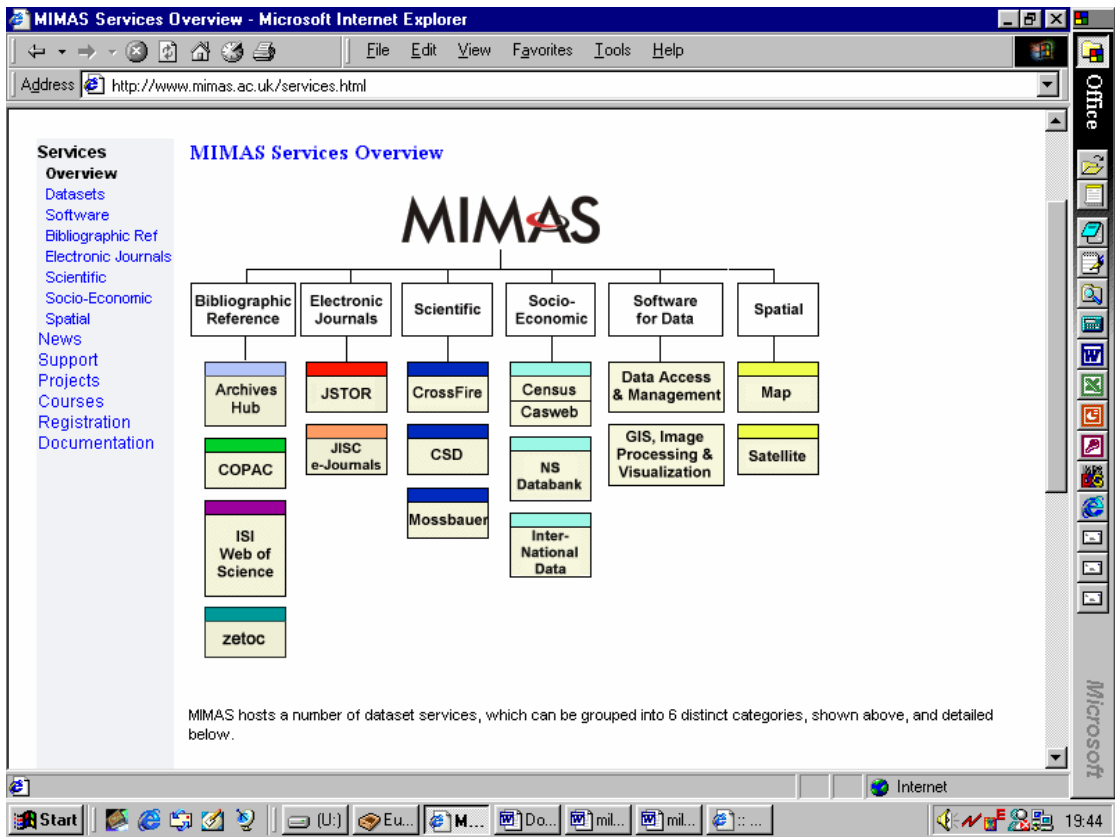 MIMAS Services Overview - Microsoft Internet Explorer
File Edit View Favorites Tools Help
Address http://www.mimas.ac.uk/services.html
Office
Services
Overview
Datasets
Software
Bibliographic Ref
Electronic Journals
Scientific
Socio-Economic
Spatial
News
Support
Projects
Courses
Registration
Documentation
MIMAS Services Overview
MIMAS
Bibliographic
Reference
Electronic
Journals
Scientific
Socio-
Economic
Software
for Data
Spatial
Archives
Hub
COPAC
ISI
Web of
Science
zetoc
JSTOR
JISC
e-Journals
CrossFire
CSD
Mossbauer
Census
Casweb
NS
Databank
Inter-
National
Data
Data Access
& Management
GIS, Image
Processing &
Visualization
Map
Satellite
MIMAS hosts a number of dataset services, which can be grouped into 6 distinct categories, shown above, and detailed
below.
Microsoft
Internet
Start (U:) Eu... M... Do... mil... mil... :: ... 19:44